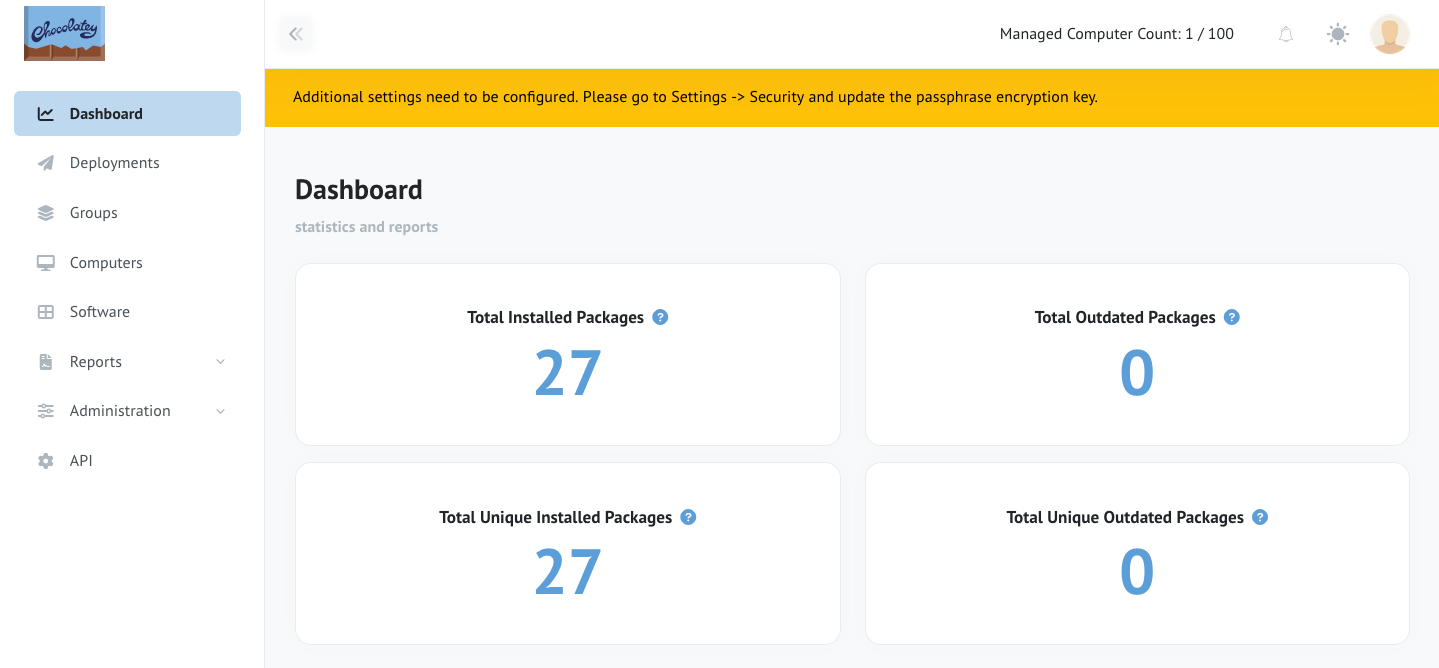 Chocolatey
Managed Computer Count: 1 / 100
Additional settings need to be configured. Please go to Settings -> Security and update the passphrase encryption key.
Dashboard
Deployments
Groups
Computers
Software
Reports
Administration
API
Dashboard
statistics and reports
Total Installed Packages ?
27
Total Outdated Packages ?
0
Total Unique Installed Packages ?
27
Total Unique Outdated Packages ?
0